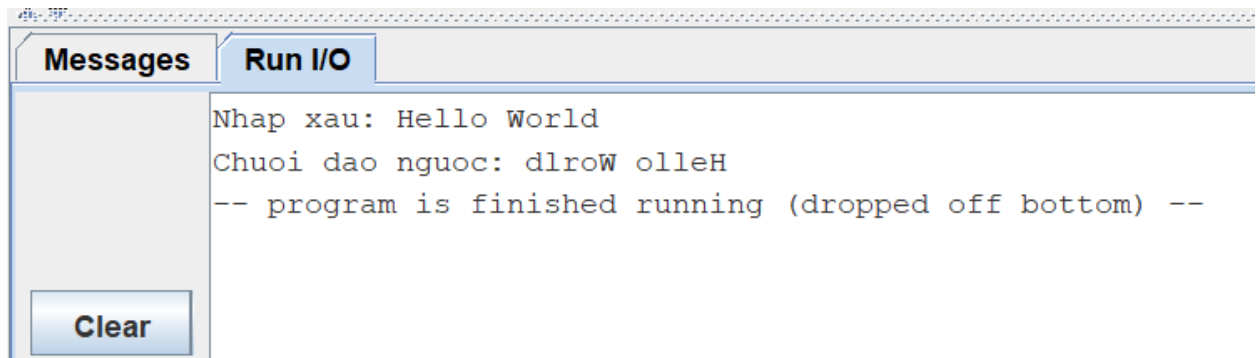 Messages Run I/O
Nhap xau: Hello World
Chuoi dao nguoc: dlroW olleH
-- program is finished running (dropped off bottom) --
Clear